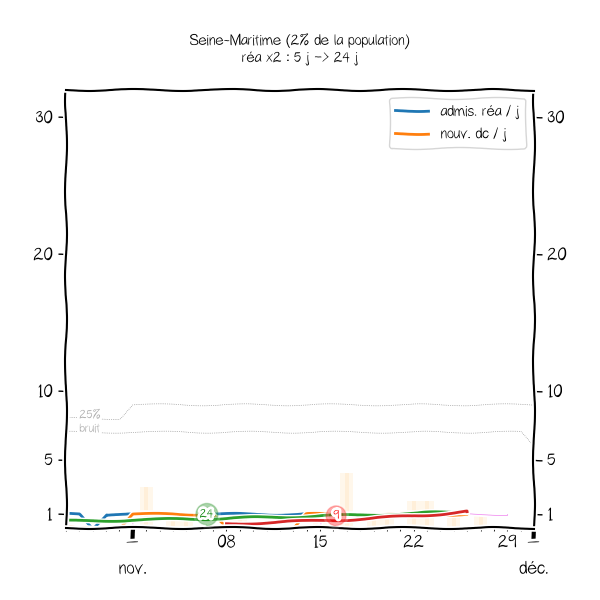 Seine-Maritime (2% de la population)
réa x2 : 5 j -> 24 j
admis. réa / j
nouv. dc / j
30
30
20
20
10
10
25%
bruit
5
5
24
9
1
1
08
15
22
29
nov.
déc.